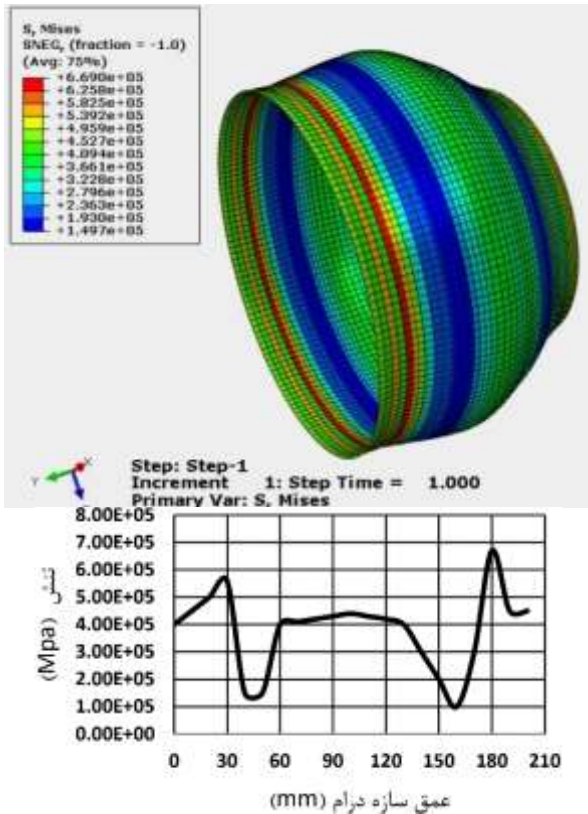 S, Mises
SNEG, (fraction = -1.0)
(Avg: 75%)
+6.690e+05
+6.258e+05
+5.825e+05
+5.392e+05
+4.959e+05
+4.527e+05
+4.094e+05
+3.661e+05
+3.228e+05
+2.796e+05
+2.363e+05
+1.930e+05
+1.497e+05
X
Y
Step: Step-1
Increment 1: Step Time = 1.000
Primary Var: S, Mises
8.00E+05
7.00E+05
6.00E+05
5.00E+05
4.00E+05
3.00E+05
2.00E+05
1.00E+05
0.00E+00
تنش (Mpa)
0 30 60 90 120 150 180 210
عمق سازه درام (mm)